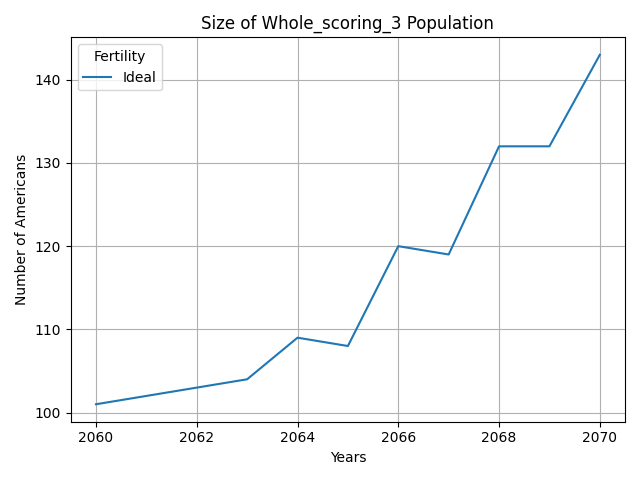 Size of Whole_scoring_3 Population
Fertility
Ideal
Number of Americans
140
130
120
110
100
2060 2062 2064 2066 2068 2070
Years